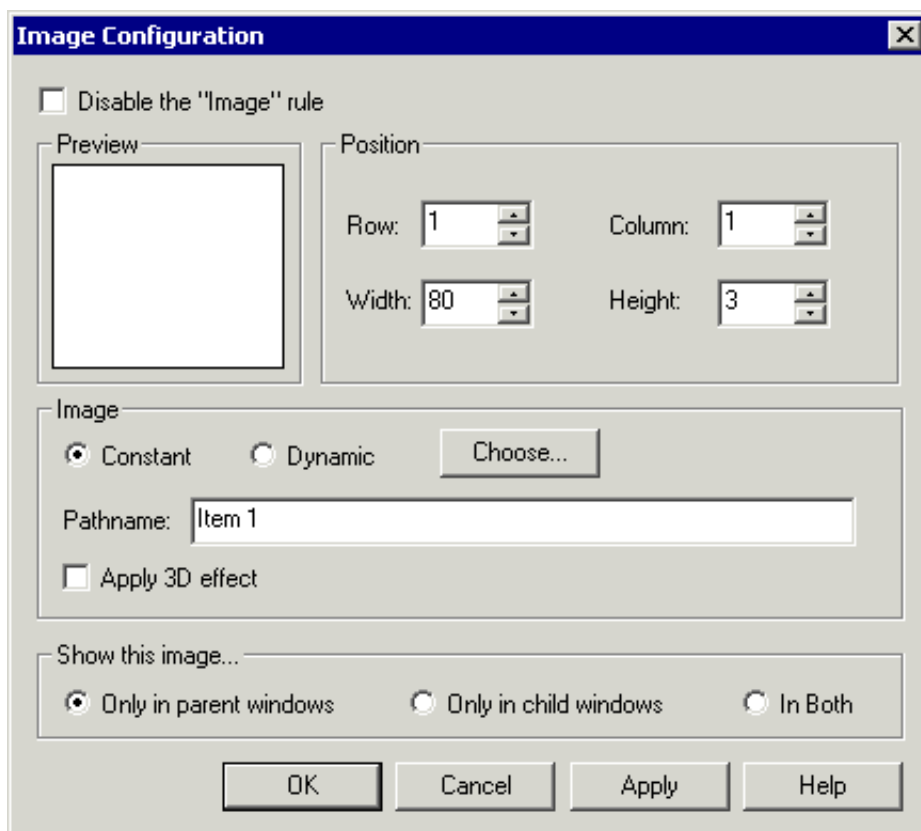 Image Configuration
Disable the "Image" rule
Preview
Position
Row: 1 Column: 1
Width: 80 Height: 3
Image
Constant Dynamic Choose...
Pathname: Item 1
Apply 3D effect
Show this image...
Only in parent windows Only in child windows In Both
OK Cancel Apply Help